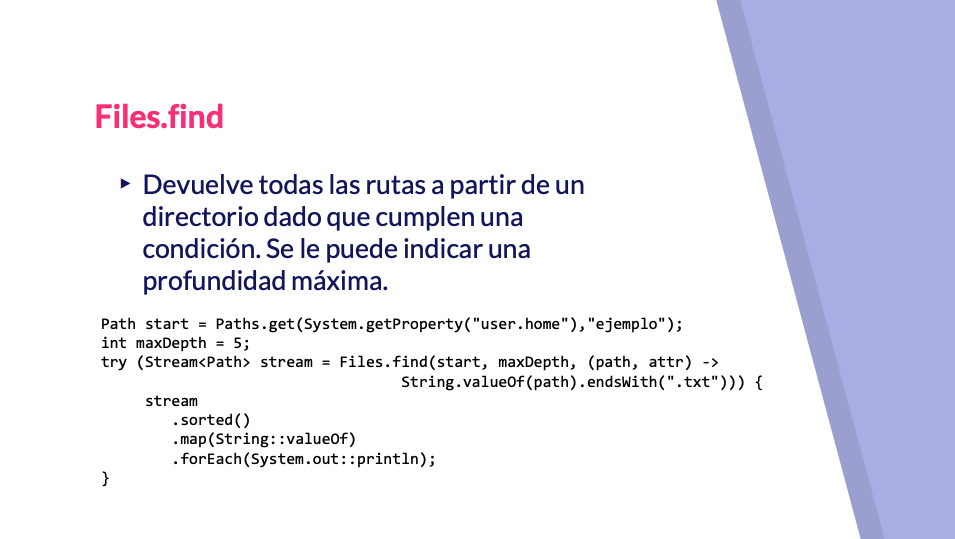 Files.find
Devuelve todas las rutas a partir de un
directorio dado que cumplen una
condición. Se le puede indicar una
profundidad máxima.
Path start = Paths.get(System.getProperty("user.home"),"ejemplo");
int maxDepth = 5;
try (Stream<Path> stream = Files.find(start, maxDepth, (path, attr) ->
                                  String.valueOf(path).endsWith(".txt"))) {
     stream
        .sorted()
        .map(String::valueOf)
        .forEach(System.out::println);
}